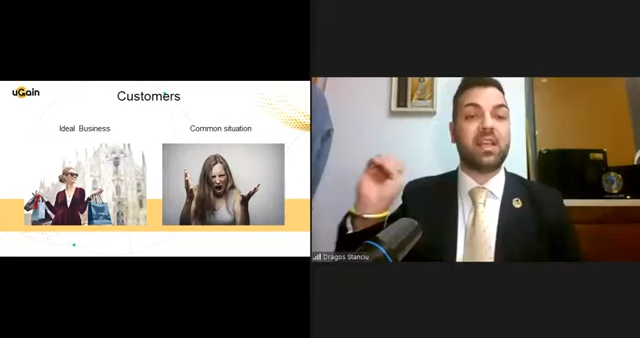 uGain
Customers
Ideal Business
Common situation
Dragos Stanciu